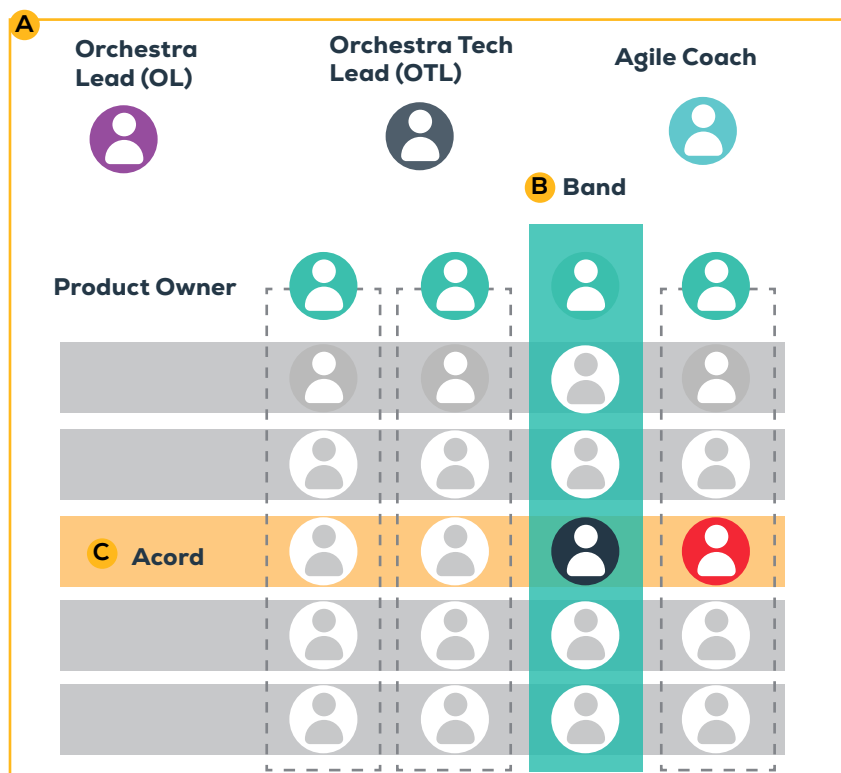 A
Orchestra
Lead (OL)
Orchestra Tech
Lead (OTL)
Agile Coach
B Band
Product Owner
C Acord